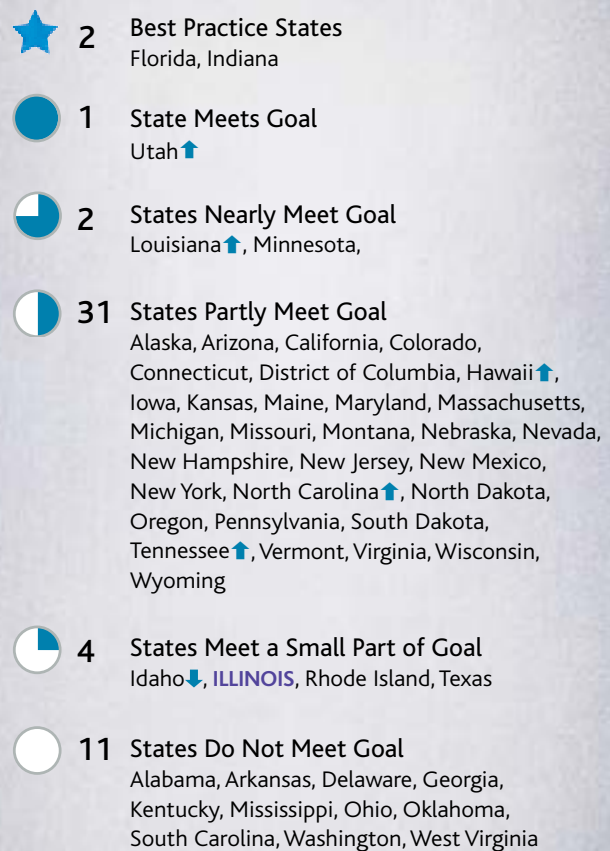 2 Best Practice States
Florida, Indiana
1 State Meets Goal
Utah⬆
2 States Nearly Meet Goal
Louisiana⬆, Minnesota,
31 States Partly Meet Goal
Alaska, Arizona, California, Colorado,
Connecticut, District of Columbia, Hawaii⬆,
Iowa, Kansas, Maine, Maryland, Massachusetts,
Michigan, Missouri, Montana, Nebraska, Nevada,
New Hampshire, New Jersey, New Mexico,
New York, North Carolina⬆, North Dakota,
Oregon, Pennsylvania, South Dakota,
Tennessee⬆, Vermont, Virginia, Wisconsin,
Wyoming
4 States Meet a Small Part of Goal
Idaho⬇, ILLINOIS, Rhode Island, Texas
11 States Do Not Meet Goal
Alabama, Arkansas, Delaware, Georgia,
Kentucky, Mississippi, Ohio, Oklahoma,
South Carolina, Washington, West Virginia